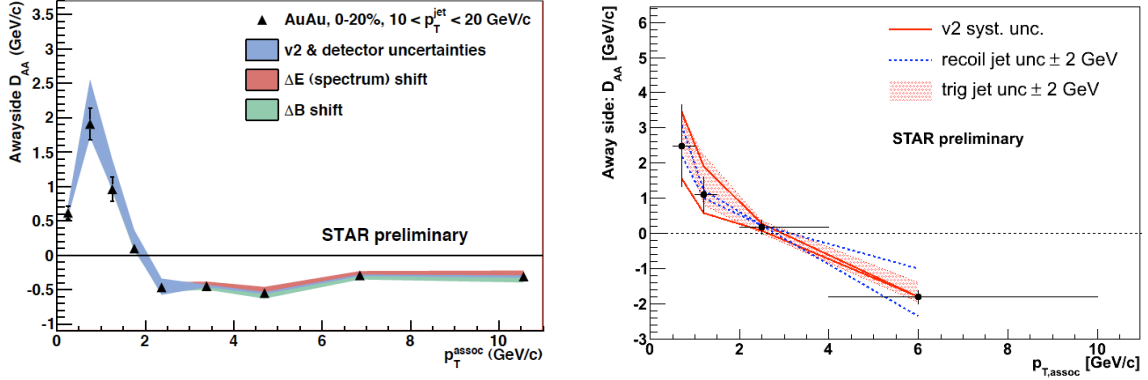 AuAu, 0-20%, 10 < p_T^jet < 20 GeV/c
v2 & detector uncertainties
ΔE (spectrum) shift
ΔB shift
STAR preliminary
Awayside D_AA (GeV/c)
3.5
3
2.5
2
1.5
1
0.5
0
-0.5
-1
0 2 4 6 8 10
p_T^assoc (GeV/c)
v2 syst. unc.
recoil jet unc ± 2 GeV
trig jet unc ± 2 GeV
STAR preliminary
Away side: D_AA [GeV/c]
6
5
4
3
2
1
0
-1
-2
-3
0 2 4 6 8 10
p_T,assoc [GeV/c]